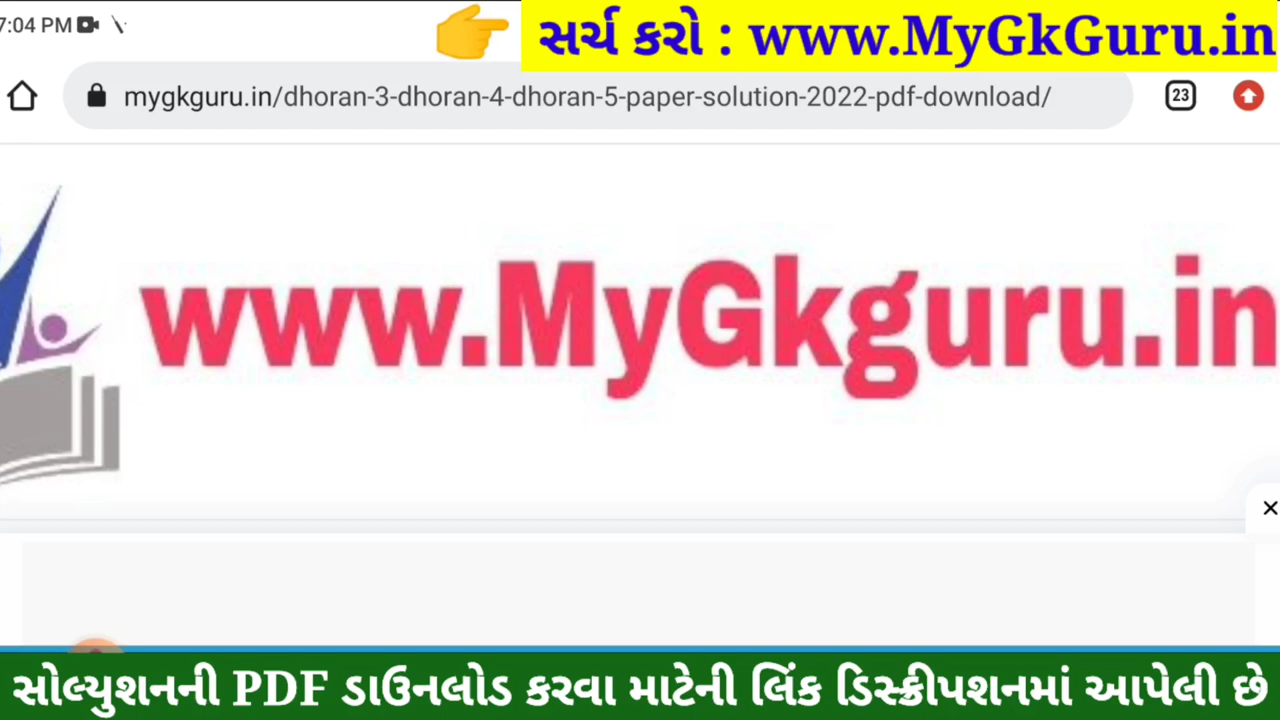 7:04 PM
સર્ચ કરો : www.MyGkGuru.in
mygkguru.in/dhoran-3-dhoran-4-dhoran-5-paper-solution-2022-pdf-download/
23
www.MyGkguru.in
સોલ્યુશનની PDF ડાઉનલોડ કરવા માટેની લિંક ડિસ્ક્રીપશનમાં આપેલી છે